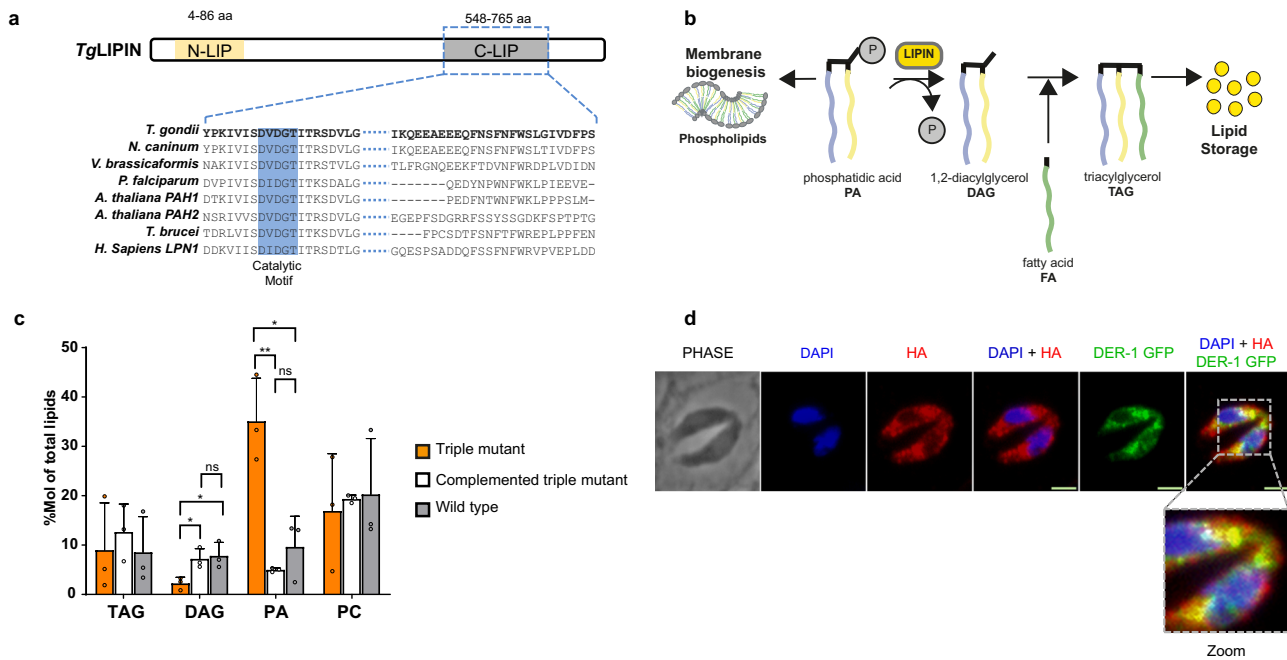 a
4-86 aa
548-765 aa
TgLIPIN
N-LIP
C-LIP
T. gondii YPKIVISDVDGTITRSDVLG IKQEEAEEEQFNSFNFWSLGIVDFPS
N. caninum YPKIVISDVDGTITRSDVLG IKQEEAEEEQFNSFNFWSLTIVDFPS
V. brassicaformis NAKIVISDVDGTITRSTVLG TLFRGNQEEKFTDVNFWRDPLVDIDN
P. falciparum DVPIVISDIDGTITKSDALG -------QEDYNPWNFWKLPIEEVE-
A. thaliana PAH1 TAKIVISDVDGTITKSDVLG -------PEDFNTWNFWKLPPPSLM-
A. thaliana PAH2 NSRIVVSDVDGTITKSDVLG EGEPFSDGRRFSSYSSGDKFSPTPTG
T. brucei TDRLVISDVDGTITRSDVLG ----FPCSDTFSNFTFWREPLPPFEN
H. Sapiens LPN1 DDKVIISDIDGTITRSDTLG GQESPSADDQFSSFNFWRVPVEPLDD
Catalytic
Motif
b
Membrane
biogenesis
Phospholipids
P
LIPIN
P
phosphatidic acid
PA
1,2-diacylglycerol
DAG
triacylglycerol
TAG
Lipid
Storage
fatty acid
FA
c
%Mol of total lipids
50
40
30
20
10
0
ns
*
*
*
**
ns
TAG
DAG
PA
PC
Triple mutant
Complemented triple mutant
Wild type
d
PHASE
DAPI
HA
DAPI + HA
DER-1 GFP
DAPI + HA
DER-1 GFP
Zoom